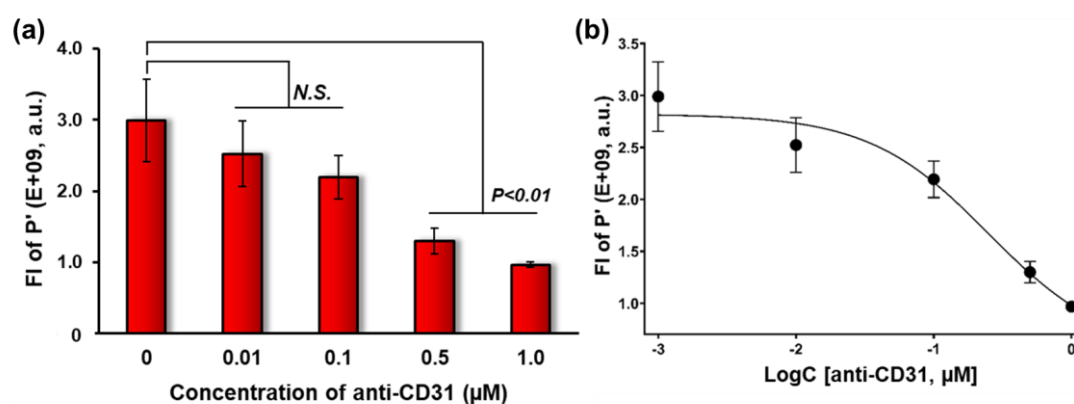 (a)
FI of P' (E+09, a.u.)
4.0
3.0
2.0
1.0
0
N.S.
P<0.01
0 0.01 0.1 0.5 1.0
Concentration of anti-CD31 (µM)
(b)
FI of P' (E+09, a.u.)
3.5
3.0
2.5
2.0
1.5
1.0
-3 -2 -1 0
LogC [anti-CD31, µM]